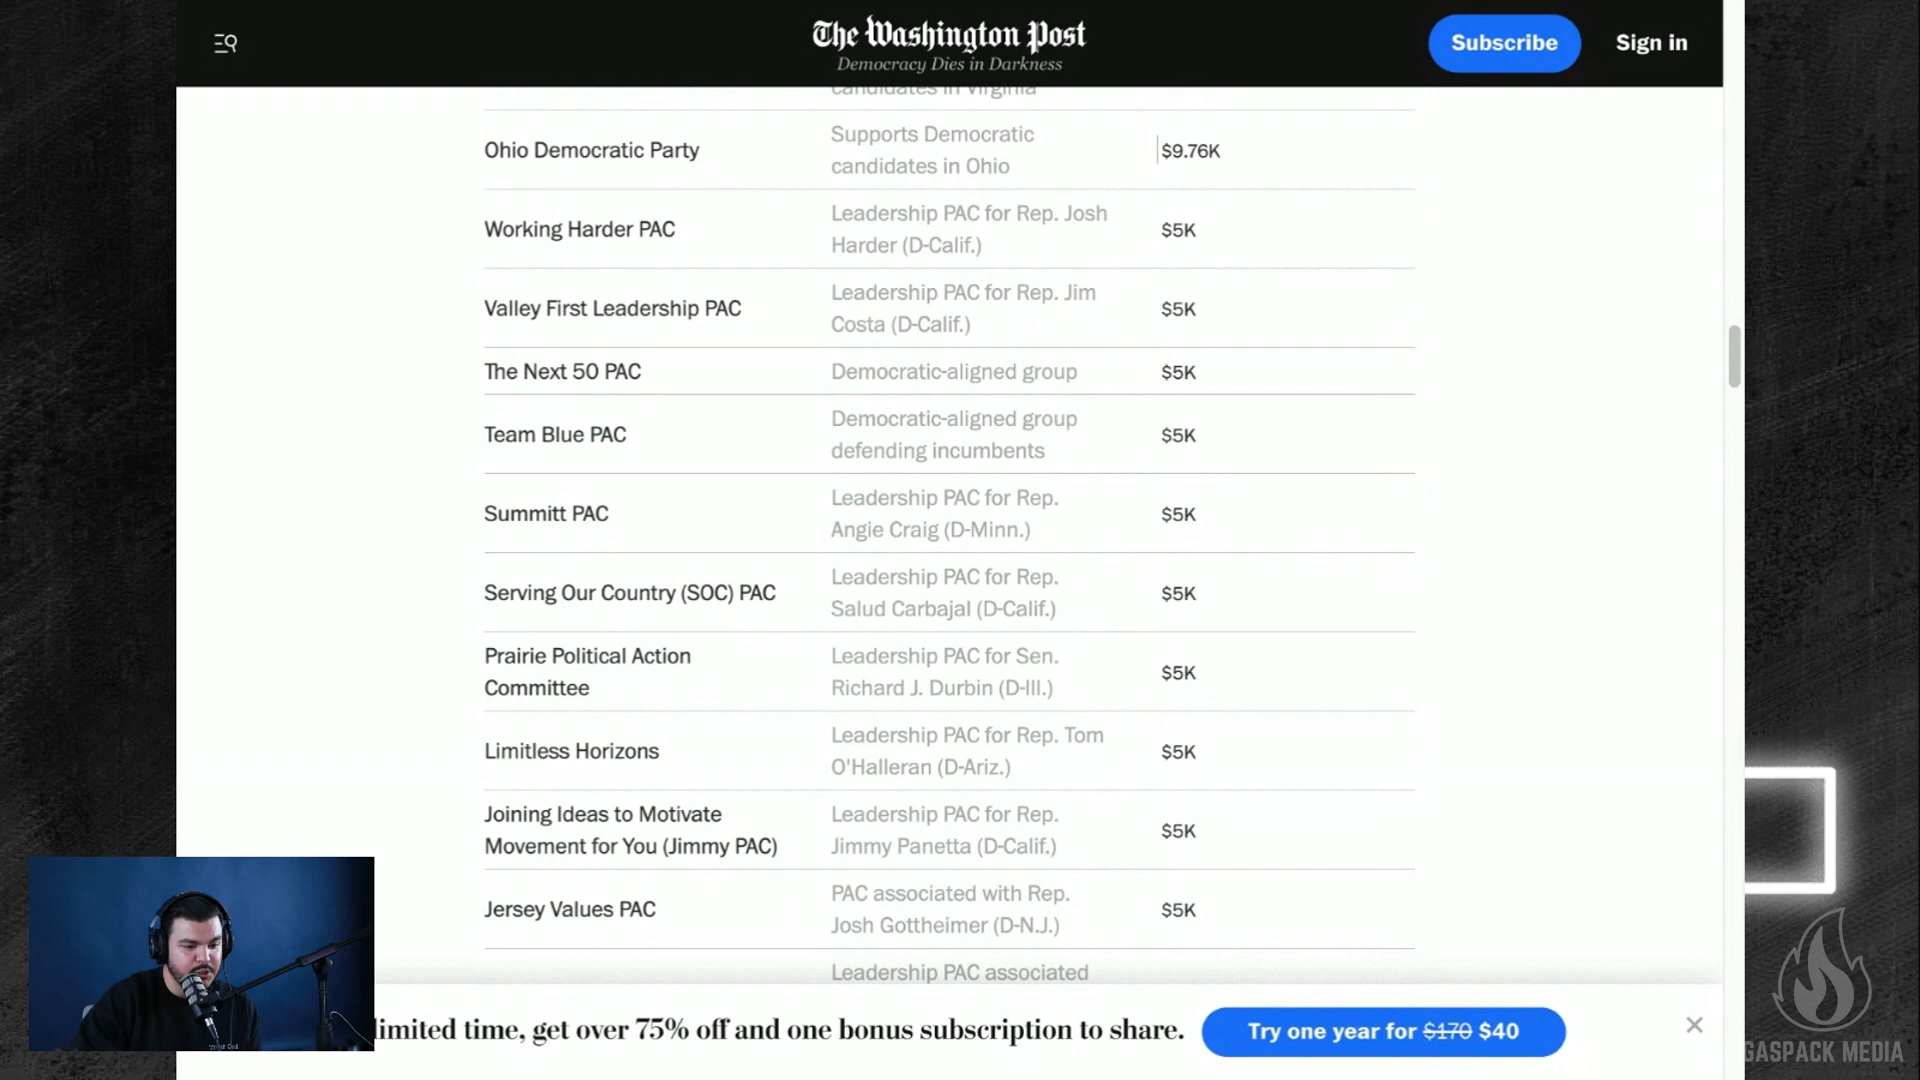 The Washington Post
Democracy Dies in Darkness
Subscribe
Sign in
candidates in Virginia
Ohio Democratic Party
Supports Democratic
candidates in Ohio
$9.76K
Working Harder PAC
Leadership PAC for Rep. Josh
Harder (D-Calif.)
$5K
Valley First Leadership PAC
Leadership PAC for Rep. Jim
Costa (D-Calif.)
$5K
The Next 50 PAC
Democratic-aligned group
$5K
Team Blue PAC
Democratic-aligned group
defending incumbents
$5K
Summitt PAC
Leadership PAC for Rep.
Angie Craig (D-Minn.)
$5K
Serving Our Country (SOC) PAC
Leadership PAC for Rep.
Salud Carbajal (D-Calif.)
$5K
Prairie Political Action
Committee
Leadership PAC for Sen.
Richard J. Durbin (D-Ill.)
$5K
Limitless Horizons
Leadership PAC for Rep. Tom
O'Halleran (D-Ariz.)
$5K
Joining Ideas to Motivate
Movement for You (Jimmy PAC)
Leadership PAC for Rep.
Jimmy Panetta (D-Calif.)
$5K
Jersey Values PAC
PAC associated with Rep.
Josh Gottheimer (D-N.J.)
$5K
Leadership PAC associated
limited time, get over 75% off and one bonus subscription to share.
Try one year for $170 $40
GASPACK MEDIA